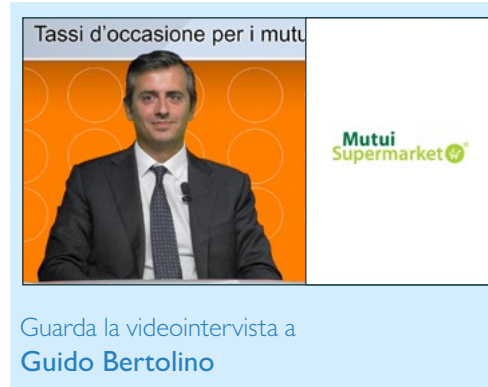 Tassi d'occasione per i mutu
Mutui
Supermarket
Guarda la videointervista a
Guido Bertolino